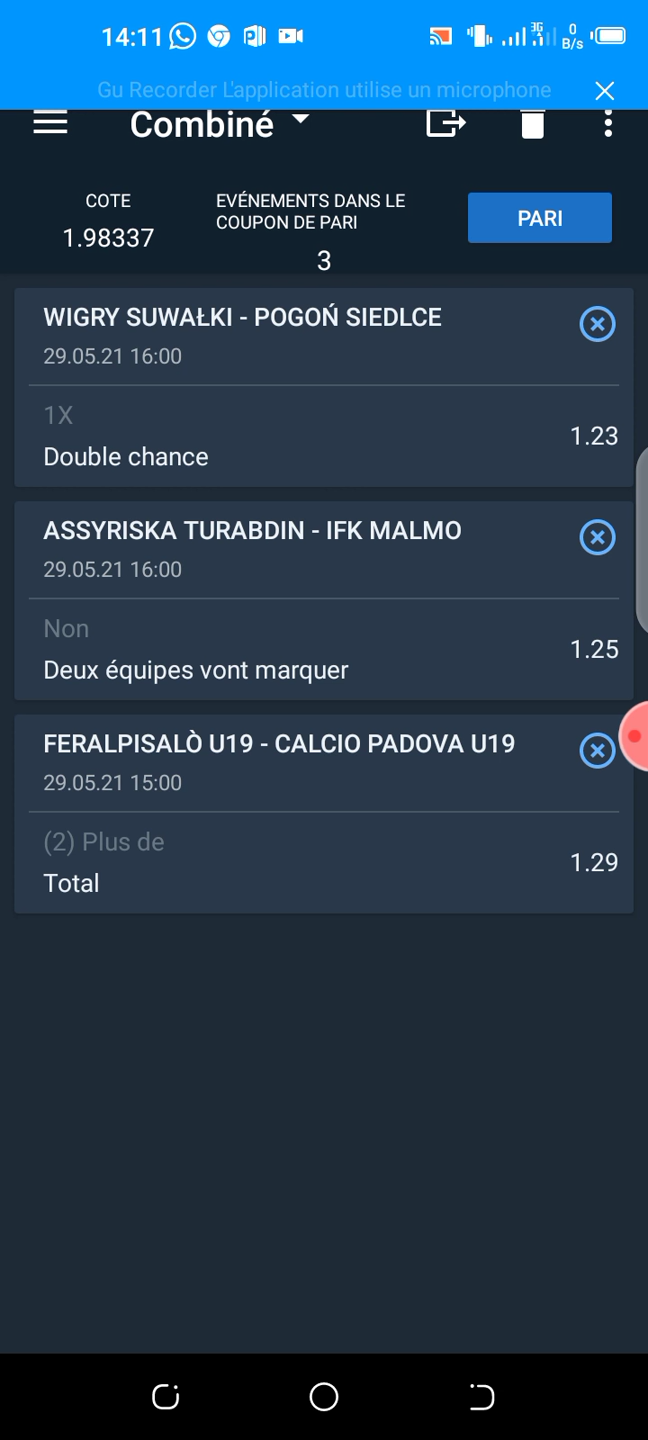 14:11
3G
0
B/s
Gu Recorder L'application utilise un microphone
Combiné
COTE
1.98337
EVÉNEMENTS DANS LE
COUPON DE PARI
3
PARI
WIGRY SUWAŁKI - POGOŃ SIEDLCE
29.05.21 16:00
1X
Double chance
1.23
ASSYRISKA TURABDIN - IFK MALMO
29.05.21 16:00
Non
Deux équipes vont marquer
1.25
FERALPISALÒ U19 - CALCIO PADOVA U19
29.05.21 15:00
(2) Plus de
Total
1.29